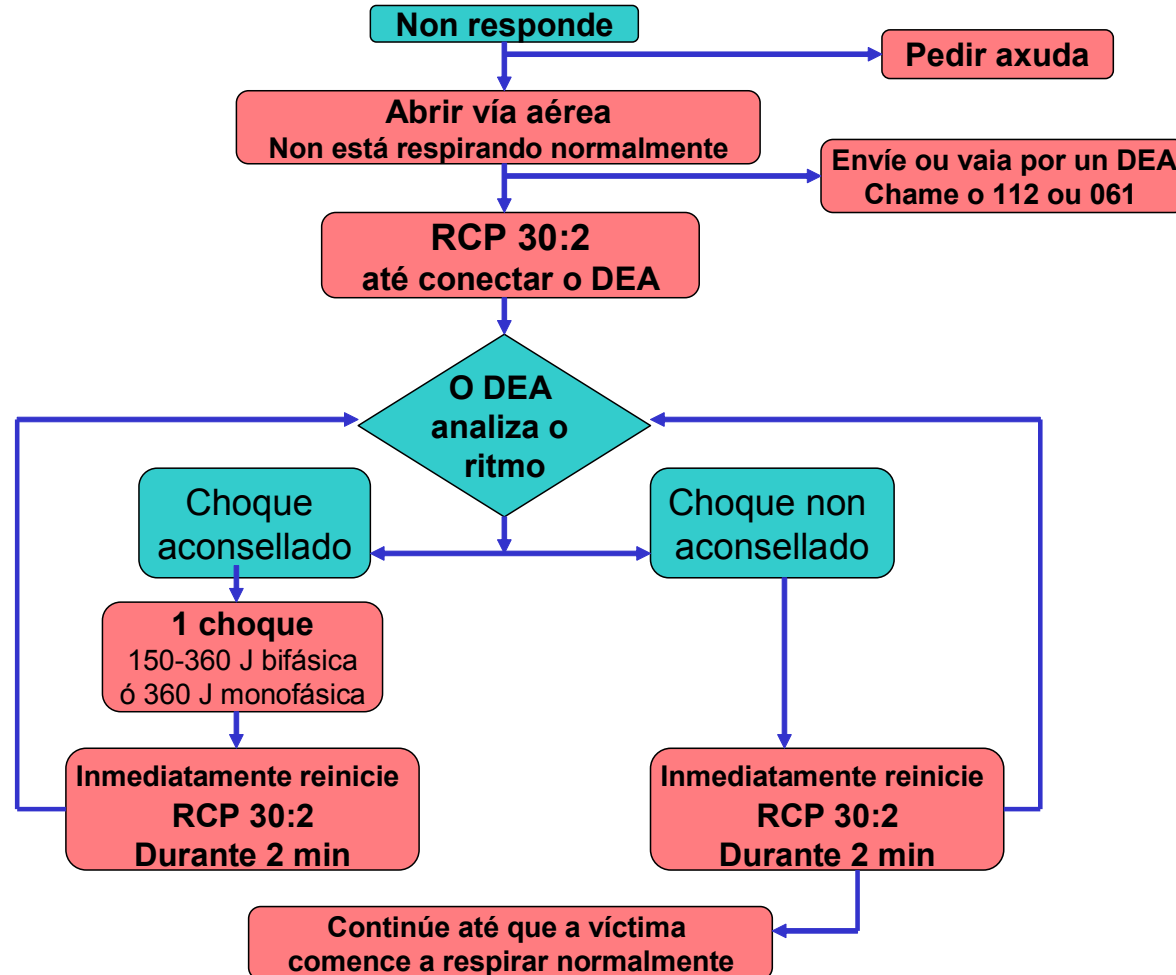 Non responde
Pedir axuda
Abrir vía aérea
Non está respirando normalmente
Envíe ou vaia por un DEA
Chame o 112 ou 061
RCP 30:2
até conectar o DEA
O DEA
analiza o
ritmo
Choque
aconsellado
Choque non
aconsellado
1 choque
150-360 J bifásica
ó 360 J monofásica
Inmediatamente reinicie
RCP 30:2
Durante 2 min
Inmediatamente reinicie
RCP 30:2
Durante 2 min
Continúe até que a víctima
comence a respirar normalmente